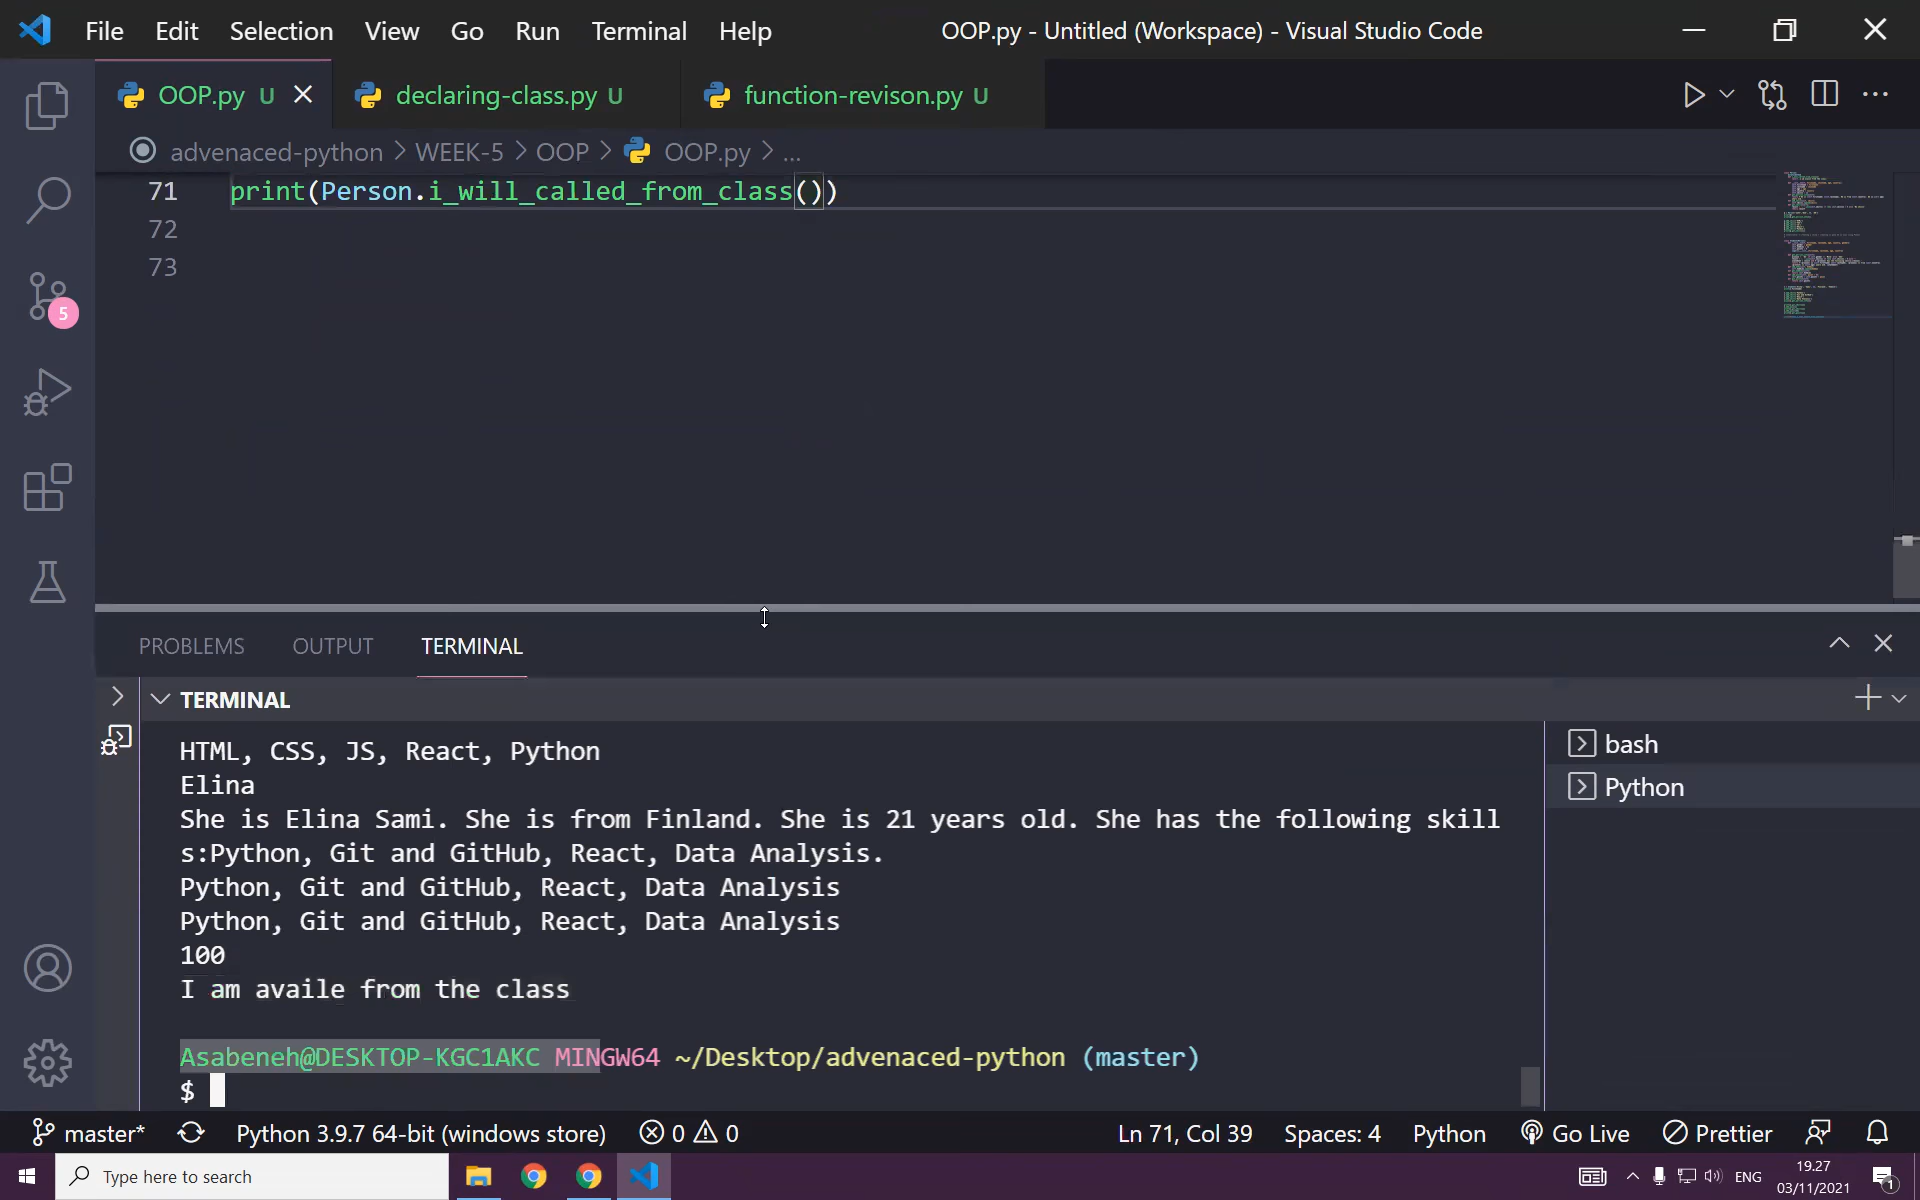 File Edit Selection View Go Run Terminal Help OOP.py - Untitled (Workspace) - Visual Studio Code
OOP.py U declaring-class.py U function-revison.py U
advenaced-python > WEEK-5 > OOP > OOP.py > ...
71 print(Person.i_will_called_from_class())
72
73
5
PROBLEMS OUTPUT TERMINAL
TERMINAL
HTML, CSS, JS, React, Python
Elina
She is Elina Sami. She is from Finland. She is 21 years old. She has the following skill
s:Python, Git and GitHub, React, Data Analysis.
Python, Git and GitHub, React, Data Analysis
Python, Git and GitHub, React, Data Analysis
100
I am availe from the class
Asabeneh@DESKTOP-KGC1AKC MINGW64 ~/Desktop/advenaced-python (master)
$
bash
Python
master* Python 3.9.7 64-bit (windows store) 0 0 Ln 71, Col 39 Spaces: 4 Python Go Live Prettier
Type here to search ENG 19.27
03/11/2021
1